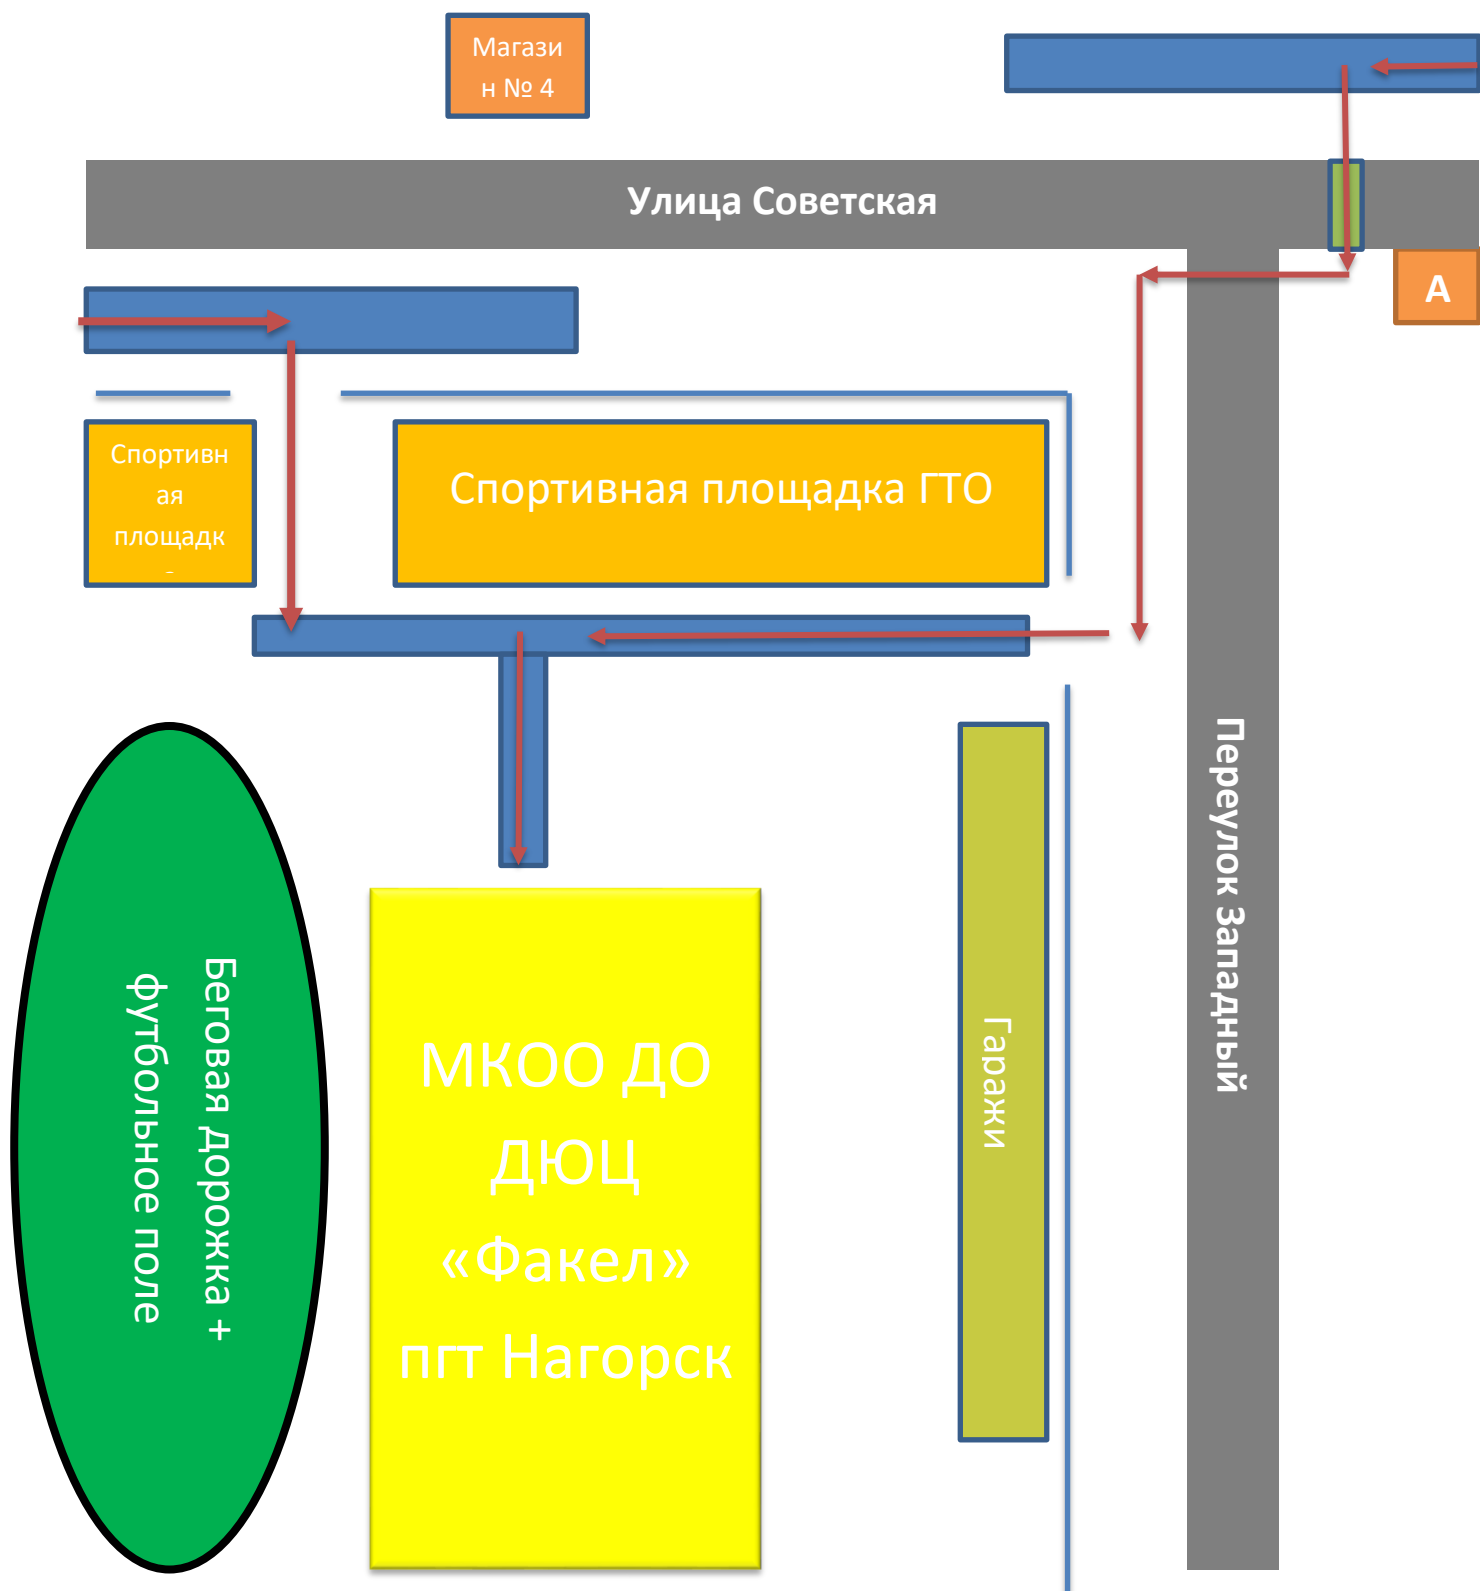 Магази
н № 4
Улица Советская
А
Спортивн
ая
площадк
Спортивная площадка ГТО
Переулок Западный
Беговая дорожка +
футбольное поле
МКОО ДО
ДЮЦ
«Факел»
пгт Нагорск
Гаражи